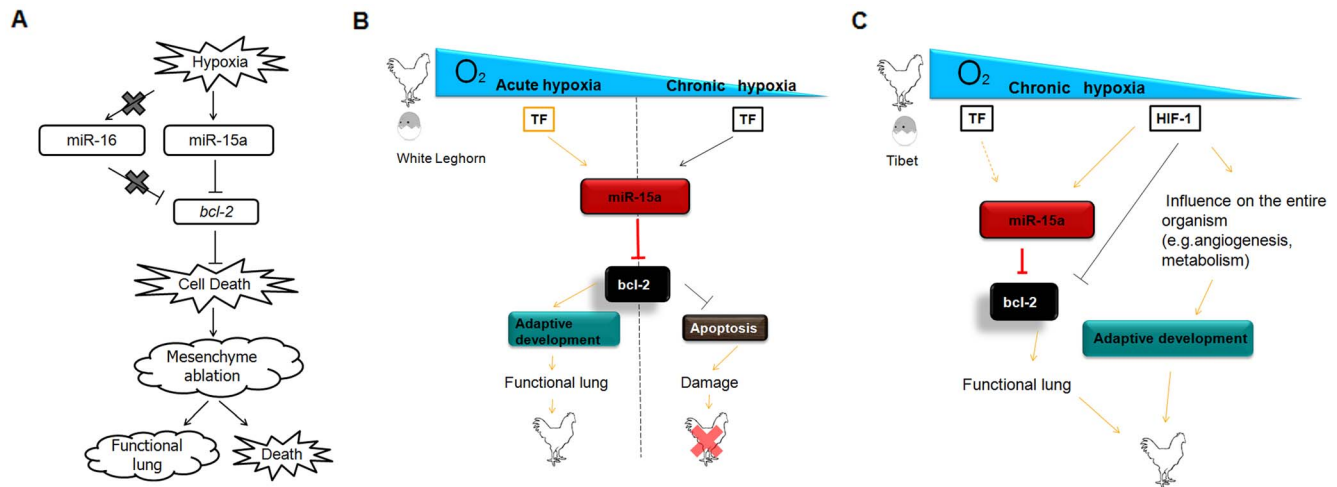 A
Hypoxia
miR-16
miR-15a
bcl-2
Cell Death
Mesenchyme
ablation
Functional
lung
Death
B
O2
Acute hypoxia
Chronic hypoxia
TF
TF
White Leghorn
miR-15a
bcl-2
Adaptive
development
Apoptosis
Functional lung
Damage
C
O2
Chronic hypoxia
TF
HIF-1
Tibet
miR-15a
Influence on the entire
organism
(e.g.angiogenesis,
metabolism)
bcl-2
Adaptive development
Functional lung